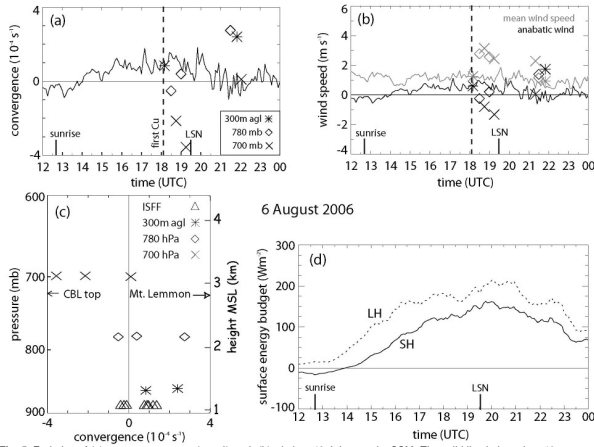 (a)
convergence (10⁻⁴ s⁻¹)
4
2
0
-4
first Cu
sunrise
LSN
300m agl
780 mb
700 mb
12 13 14 15 16 17 18 19 20 21 22 23 00
time (UTC)
(b)
mean wind speed
anabatic wind
wind speed (m s⁻¹)
6
4
2
0
-2
-4
sunrise
LSN
12 13 14 15 16 17 18 19 20 21 22 23 00
time (UTC)
6 August 2006
(c)
ISFF
300m agl
780 hPa
700 hPa
pressure (mb)
600
700
800
900
CBL top
Mt. Lemmon
height MSL (km)
4
3
2
1
-4 -2 0 2 4
convergence (10⁻⁴ s⁻¹)
(d)
surface energy budget (Wm⁻²)
300
200
100
0
-100
LH
SH
sunrise
LSN
12 13 14 15 16 17 18 19 20 21 22 23 00
time (UTC)